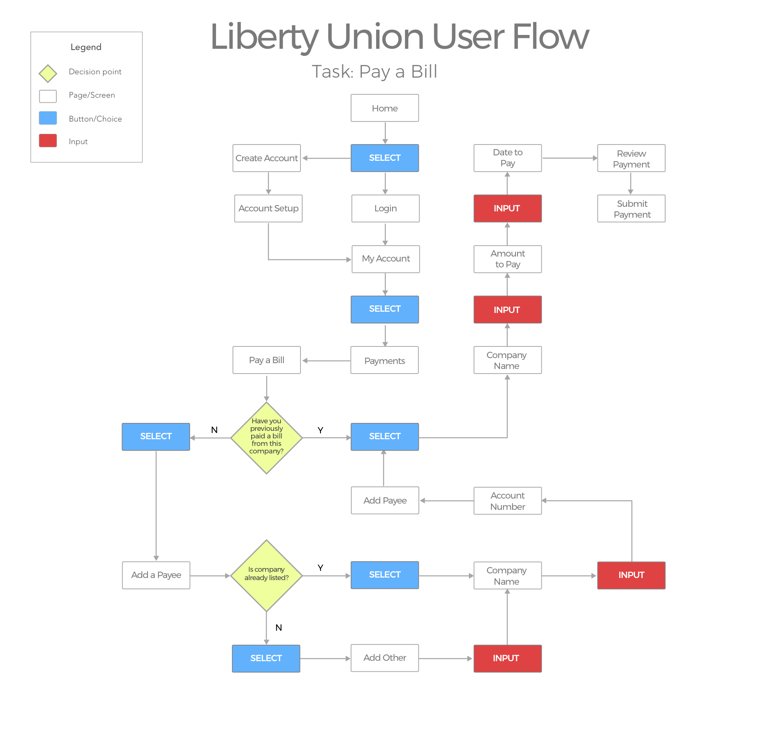 Liberty Union User Flow
Task: Pay a Bill
Legend
Decision point
Page/Screen
Button/Choice
Input
Home
Create Account
SELECT
Date to
Pay
Review
Payment
Account Setup
Login
INPUT
Submit
Payment
My Account
Amount
to Pay
SELECT
INPUT
Pay a Bill
Payments
Company
Name
SELECT
N
Have you
previously
paid a bill
from this
company?
Y
SELECT
Add Payee
Account
Number
Add a Payee
Is company
already listed?
Y
SELECT
Company
Name
INPUT
N
SELECT
Add Other
INPUT